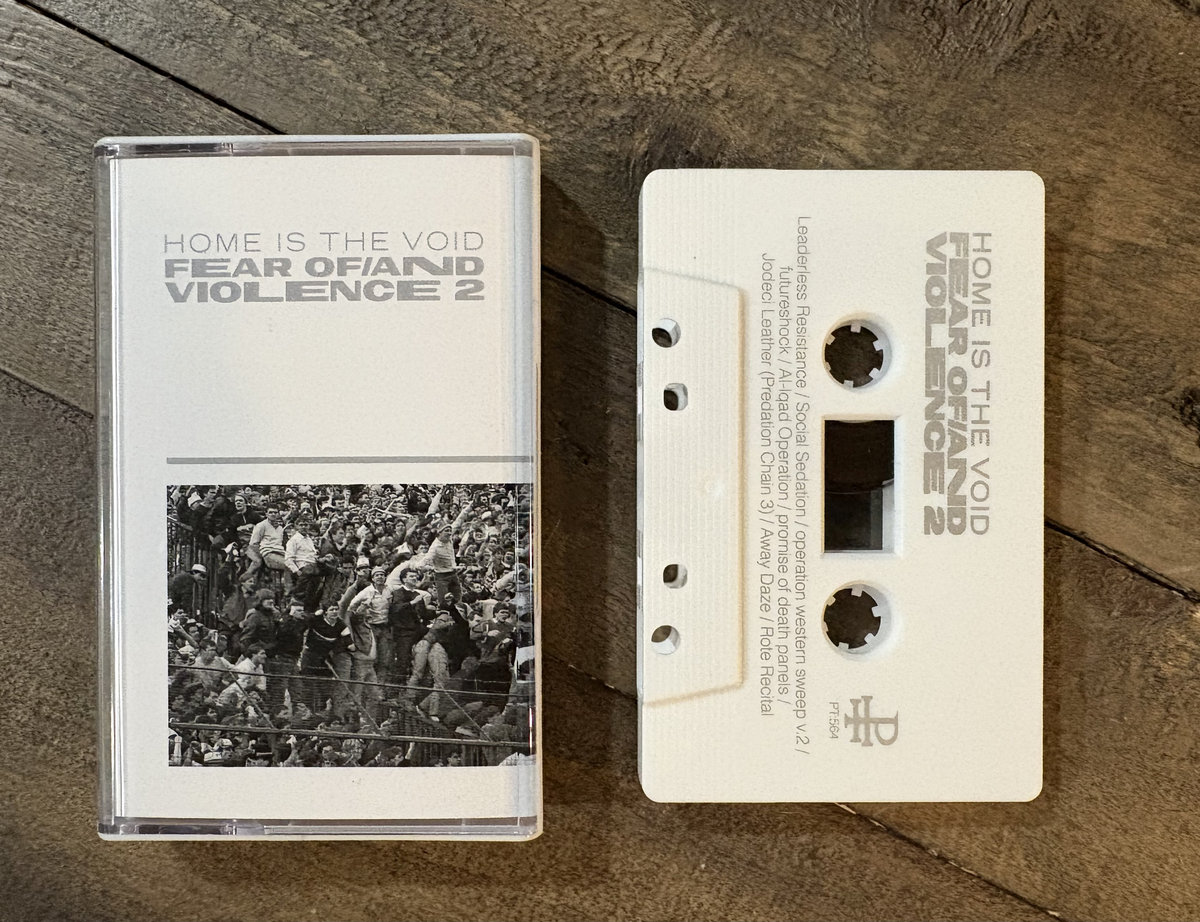 HOME IS THE VOID
FEAR OF/AND
VIOLENCE 2
HOME IS THE VOID
FEAR OF/AND
VIOLENCE 2
Leaderless Resistance / Social Sedation / operation western sweep v.2 /
futureshock / Al-Iqad Operation / promise of death panels /
Jodeci Leather (Predation Chain 3) / Away Daze / Rote Recital
PT:564